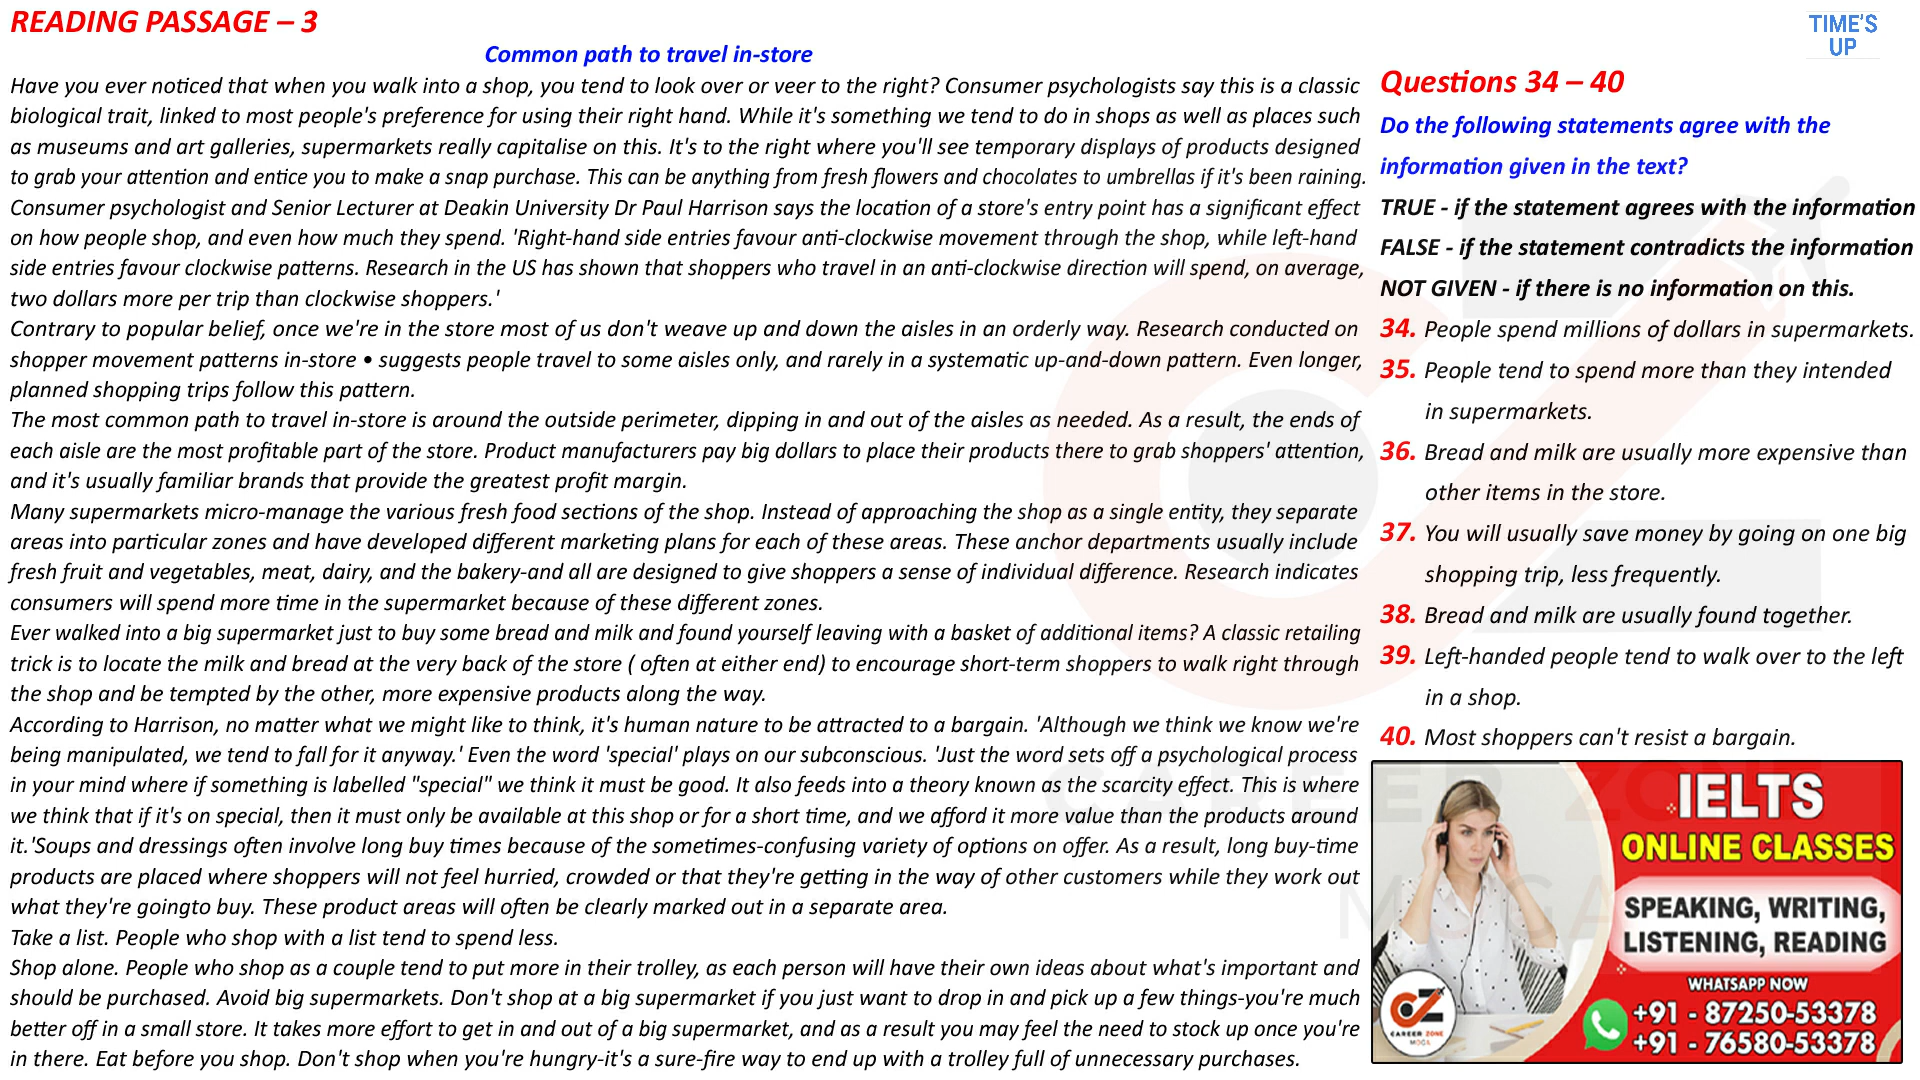 READING PASSAGE – 3
Common path to travel in-store
Have you ever noticed that when you walk into a shop, you tend to look over or veer to the right? Consumer psychologists say this is a classic
biological trait, linked to most people's preference for using their right hand. While it's something we tend to do in shops as well as places such
as museums and art galleries, supermarkets really capitalise on this. It's to the right where you'll see temporary displays of products designed
to grab your attention and entice you to make a snap purchase. This can be anything from fresh flowers and chocolates to umbrellas if it's been raining.
Consumer psychologist and Senior Lecturer at Deakin University Dr Paul Harrison says the location of a store's entry point has a significant effect
on how people shop, and even how much they spend. 'Right-hand side entries favour anti-clockwise movement through the shop, while left-hand
side entries favour clockwise patterns. Research in the US has shown that shoppers who travel in an anti-clockwise direction will spend, on average,
two dollars more per trip than clockwise shoppers.'
Contrary to popular belief, once we're in the store most of us don't weave up and down the aisles in an orderly way. Research conducted on
shopper movement patterns in-store • suggests people travel to some aisles only, and rarely in a systematic up-and-down pattern. Even longer,
planned shopping trips follow this pattern.
The most common path to travel in-store is around the outside perimeter, dipping in and out of the aisles as needed. As a result, the ends of
each aisle are the most profitable part of the store. Product manufacturers pay big dollars to place their products there to grab shoppers' attention,
and it's usually familiar brands that provide the greatest profit margin.
Many supermarkets micro-manage the various fresh food sections of the shop. Instead of approaching the shop as a single entity, they separate
areas into particular zones and have developed different marketing plans for each of these areas. These anchor departments usually include
fresh fruit and vegetables, meat, dairy, and the bakery-and all are designed to give shoppers a sense of individual difference. Research indicates
consumers will spend more time in the supermarket because of these different zones.
Ever walked into a big supermarket just to buy some bread and milk and found yourself leaving with a basket of additional items? A classic retailing
trick is to locate the milk and bread at the very back of the store ( often at either end) to encourage short-term shoppers to walk right through
the shop and be tempted by the other, more expensive products along the way.
According to Harrison, no matter what we might like to think, it's human nature to be attracted to a bargain. 'Although we think we know we're
being manipulated, we tend to fall for it anyway.' Even the word 'special' plays on our subconscious. 'Just the word sets off a psychological process
in your mind where if something is labelled "special" we think it must be good. It also feeds into a theory known as the scarcity effect. This is where
we think that if it's on special, then it must only be available at this shop or for a short time, and we afford it more value than the products around
it.'Soups and dressings often involve long buy times because of the sometimes-confusing variety of options on offer. As a result, long buy-time
products are placed where shoppers will not feel hurried, crowded or that they're getting in the way of other customers while they work out
what they're goingto buy. These product areas will often be clearly marked out in a separate area.
Take a list. People who shop with a list tend to spend less.
Shop alone. People who shop as a couple tend to put more in their trolley, as each person will have their own ideas about what's important and
should be purchased. Avoid big supermarkets. Don't shop at a big supermarket if you just want to drop in and pick up a few things-you're much
better off in a small store. It takes more effort to get in and out of a big supermarket, and as a result you may feel the need to stock up once you're
in there. Eat before you shop. Don't shop when you're hungry-it's a sure-fire way to end up with a trolley full of unnecessary purchases.
TIME'S
UP
Questions 34 – 40
Do the following statements agree with the
information given in the text?
TRUE - if the statement agrees with the information
FALSE - if the statement contradicts the information
NOT GIVEN - if there is no information on this.
34. People spend millions of dollars in supermarkets.
35. People tend to spend more than they intended
in supermarkets.
36. Bread and milk are usually more expensive than
other items in the store.
37. You will usually save money by going on one big
shopping trip, less frequently.
38. Bread and milk are usually found together.
39. Left-handed people tend to walk over to the left
in a shop.
40. Most shoppers can't resist a bargain.
CAREER ZONE
MOGA
IELTS
ONLINE CLASSES
SPEAKING, WRITING,
LISTENING, READING
WHATSAPP NOW
+91 - 87250-53378
+91 - 76580-53378
CAREER ZONE
MOGA